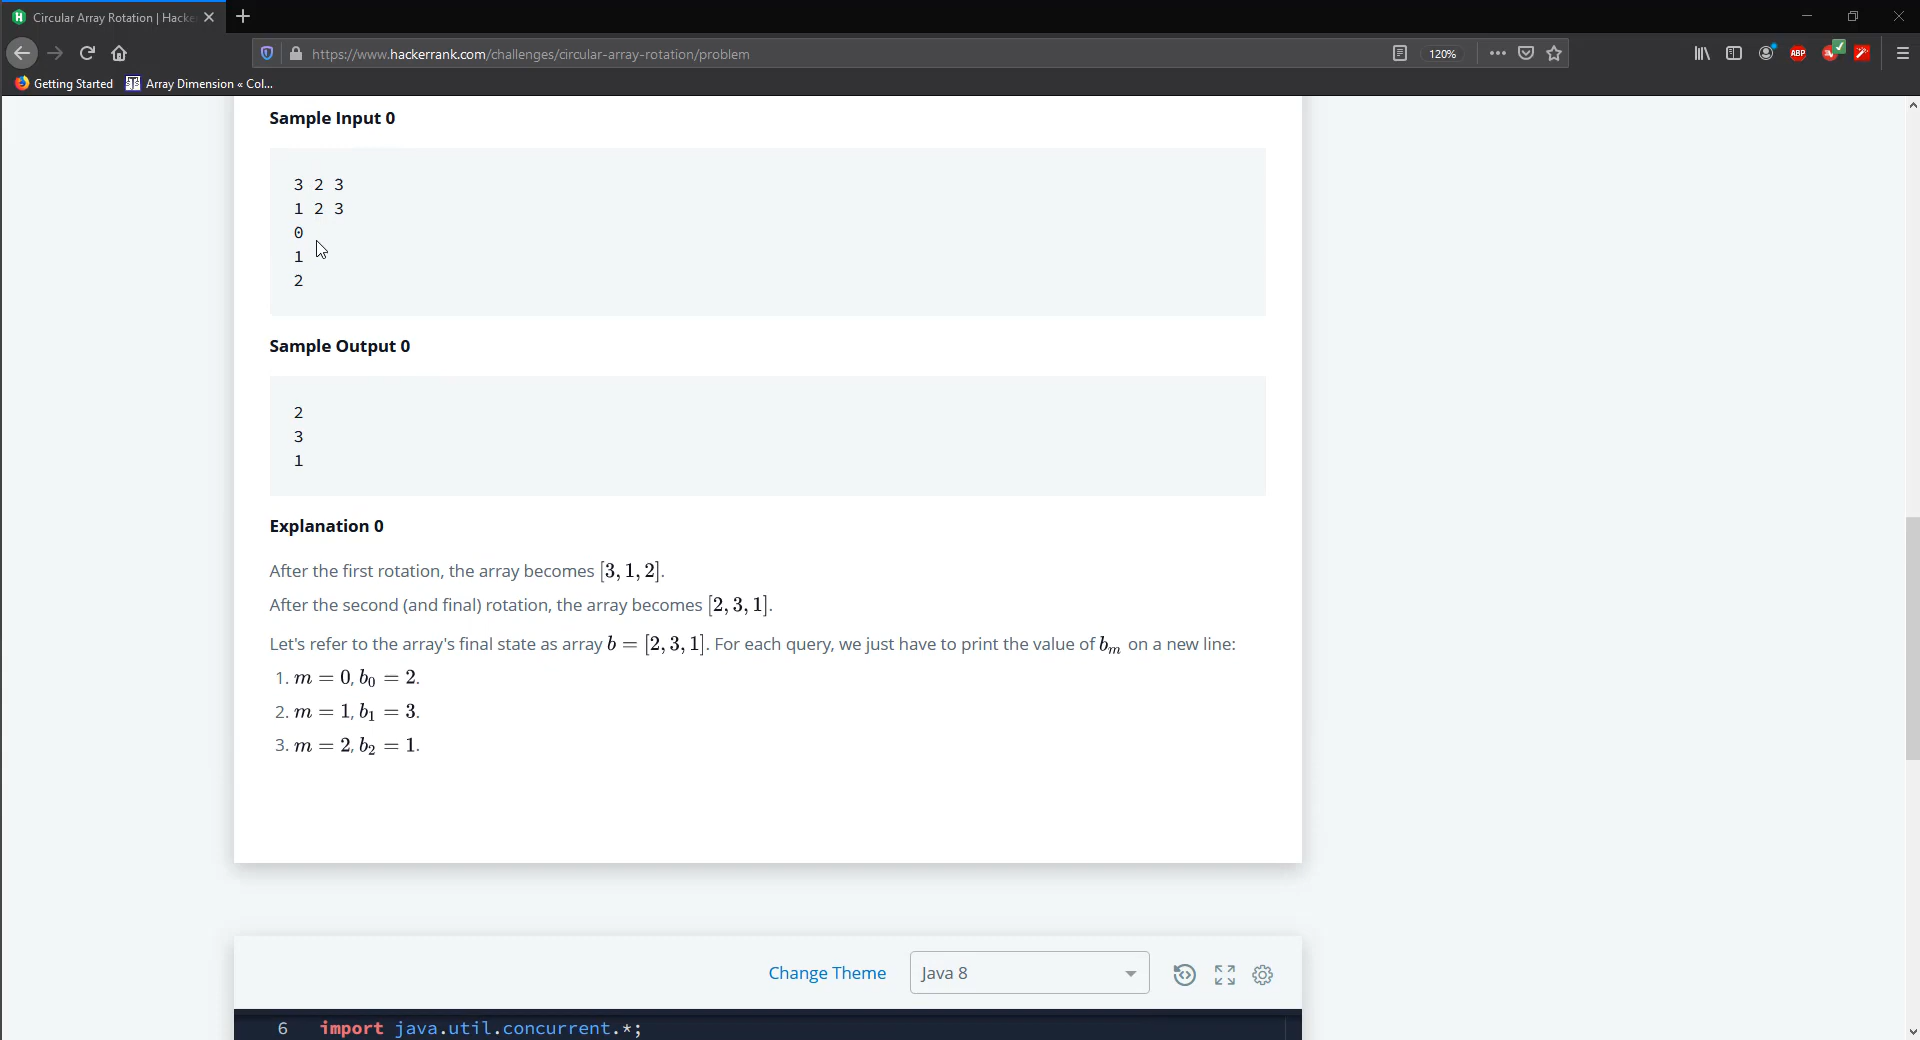 Circular Array Rotation | Hacke
https://www.hackerrank.com/challenges/circular-array-rotation/problem
120%
ABP
Getting Started
Array Dimension « Col...
Sample Input 0
3 2 3
1 2 3
0
1
2
Sample Output 0
2
3
1
Explanation 0
After the first rotation, the array becomes [3, 1, 2].
After the second (and final) rotation, the array becomes [2, 3, 1].
Let's refer to the array's final state as array b = [2, 3, 1]. For each query, we just have to print the value of bₘ on a new line:
1. m = 0, b₀ = 2.
2. m = 1, b₁ = 3.
3. m = 2, b₂ = 1.
Change Theme
Java 8
6 import java.util.concurrent.*;